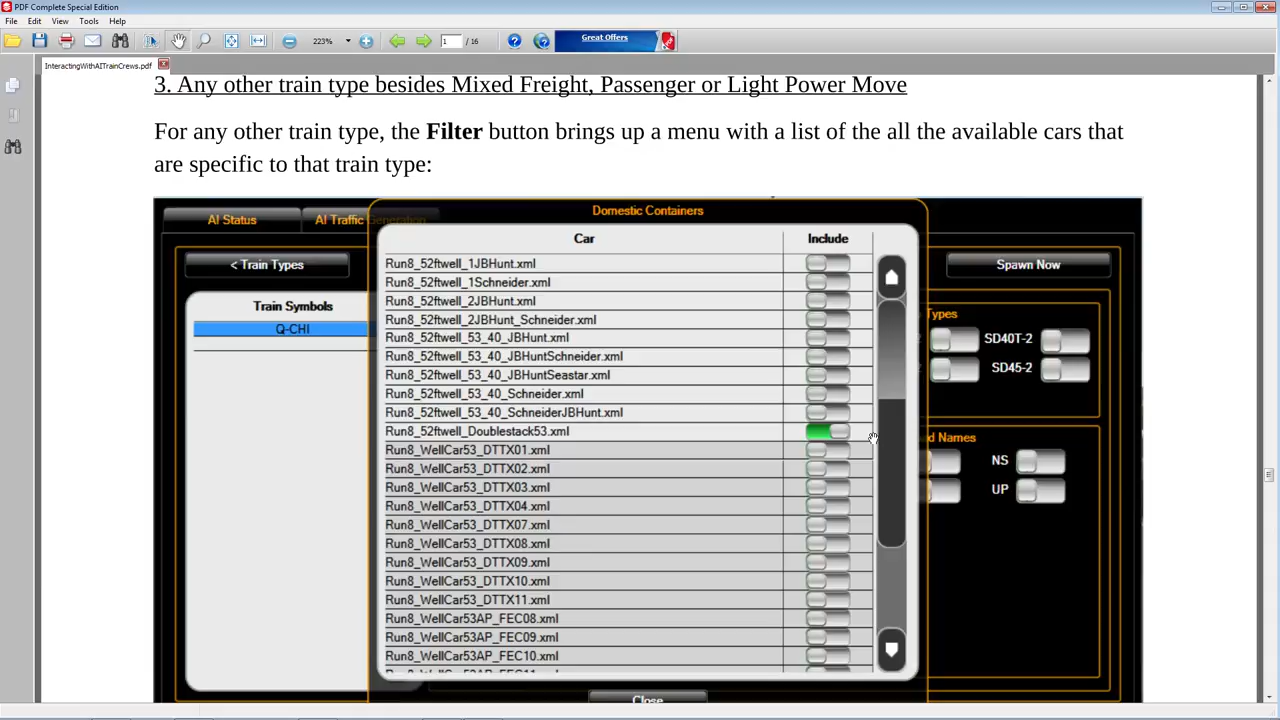 PDF Complete Special Edition
File Edit View Tools Help
223% 1 / 16 Great Offers
InteractingWithAITrainCrews.pdf
3. Any other train type besides Mixed Freight, Passenger or Light Power Move
For any other train type, the Filter button brings up a menu with a list of the all the available cars that
are specific to that train type:
AI Status AI Traffic Generation Domestic Containers
Car Include
< Train Types Spawn Now
Train Symbols
Q-CHI
Types
SD40T-2
SD45-2
d Names
NS
UP
Run8_52ftwell_1JBHunt.xml
Run8_52ftwell_1Schneider.xml
Run8_52ftwell_2JBHunt.xml
Run8_52ftwell_2JBHunt_Schneider.xml
Run8_52ftwell_53_40_JBHunt.xml
Run8_52ftwell_53_40_JBHuntSchneider.xml
Run8_52ftwell_53_40_JBHuntSeastar.xml
Run8_52ftwell_53_40_Schneider.xml
Run8_52ftwell_53_40_SchneiderJBHunt.xml
Run8_52ftwell_Doublestack53.xml
Run8_WellCar53_DTTX01.xml
Run8_WellCar53_DTTX02.xml
Run8_WellCar53_DTTX03.xml
Run8_WellCar53_DTTX04.xml
Run8_WellCar53_DTTX07.xml
Run8_WellCar53_DTTX08.xml
Run8_WellCar53_DTTX09.xml
Run8_WellCar53_DTTX10.xml
Run8_WellCar53_DTTX11.xml
Run8_WellCar53AP_FEC08.xml
Run8_WellCar53AP_FEC09.xml
Run8_WellCar53AP_FEC10.xml
Close